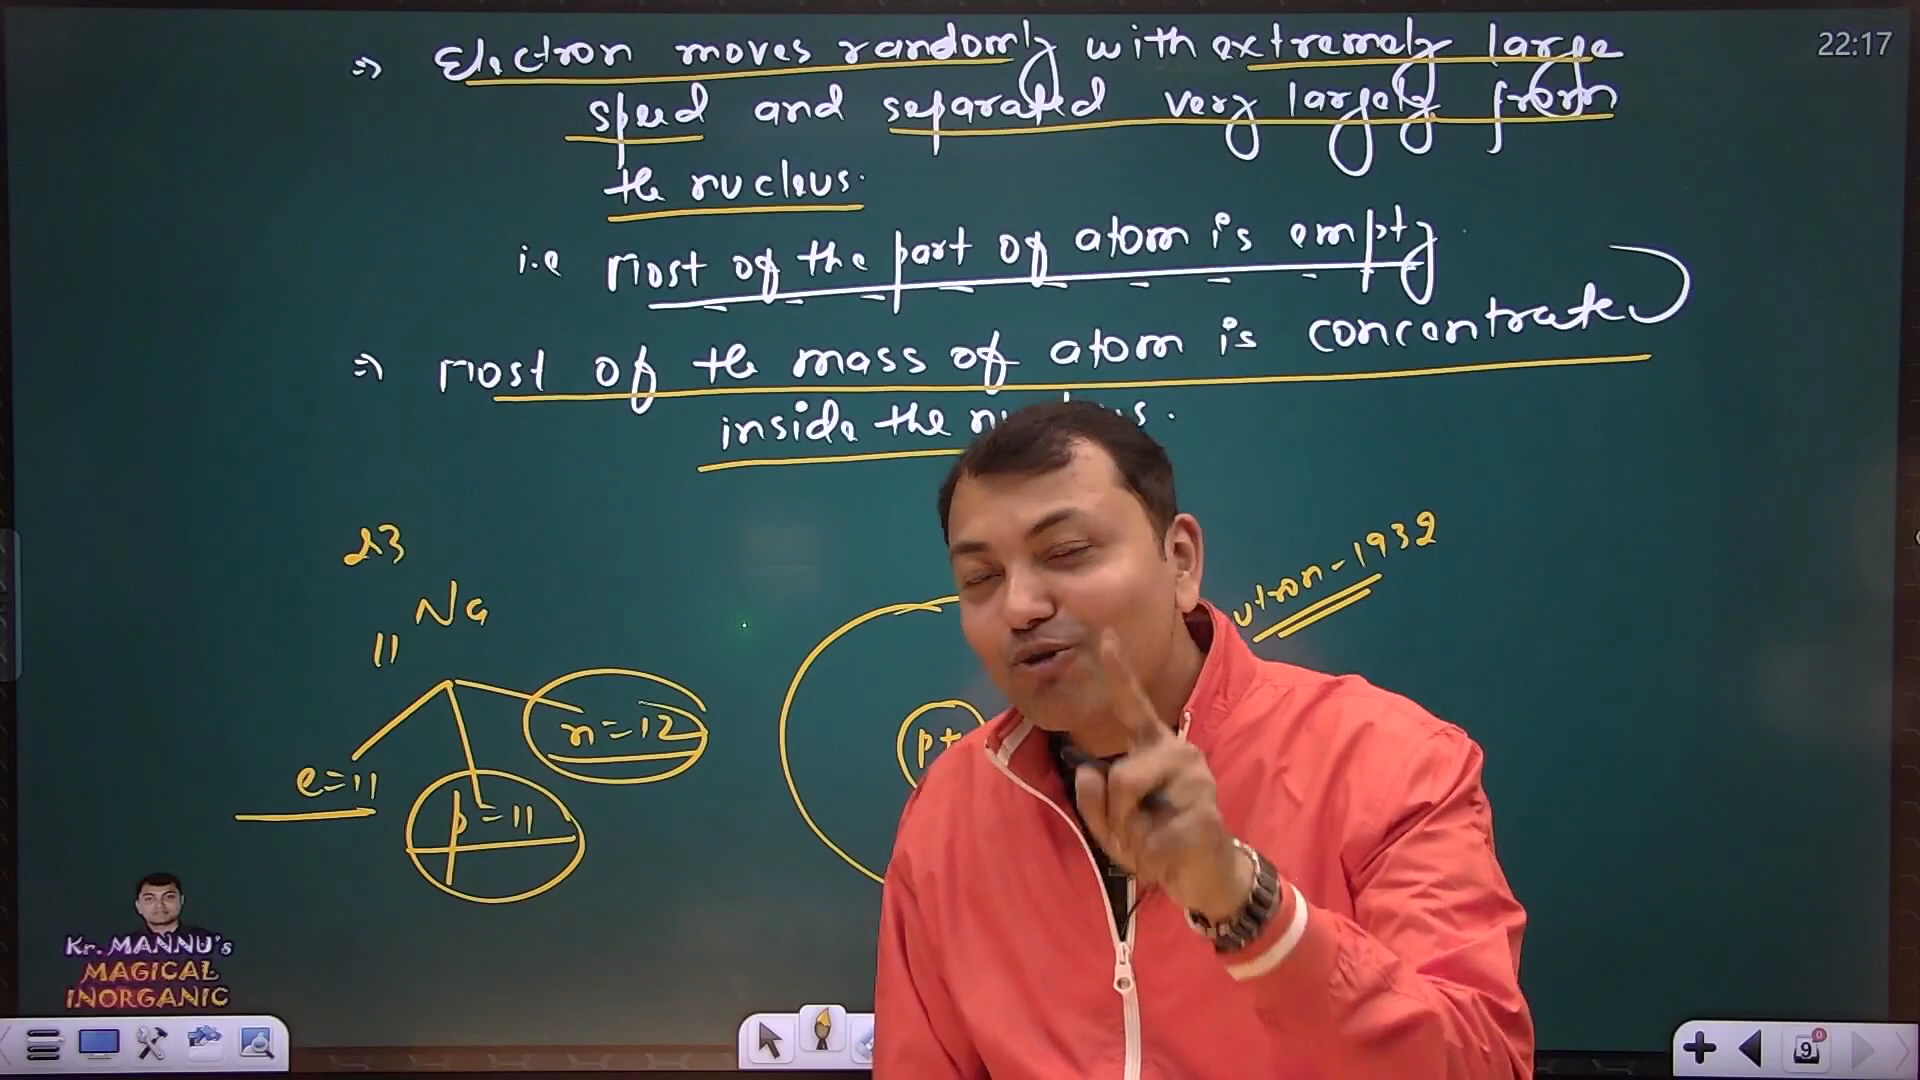 22:17
⇒ Electron moves randomly with extremely large
speed and separated very largely from
the nucleus.
i.e Most of the part of atom is empty
⇒ Most of the mass of atom is concentrate
inside the
23
Na
11
e=11
p=11
n=12
p+
utron-1932
Kr. MANNU's
MAGICAL
INORGANIC
9